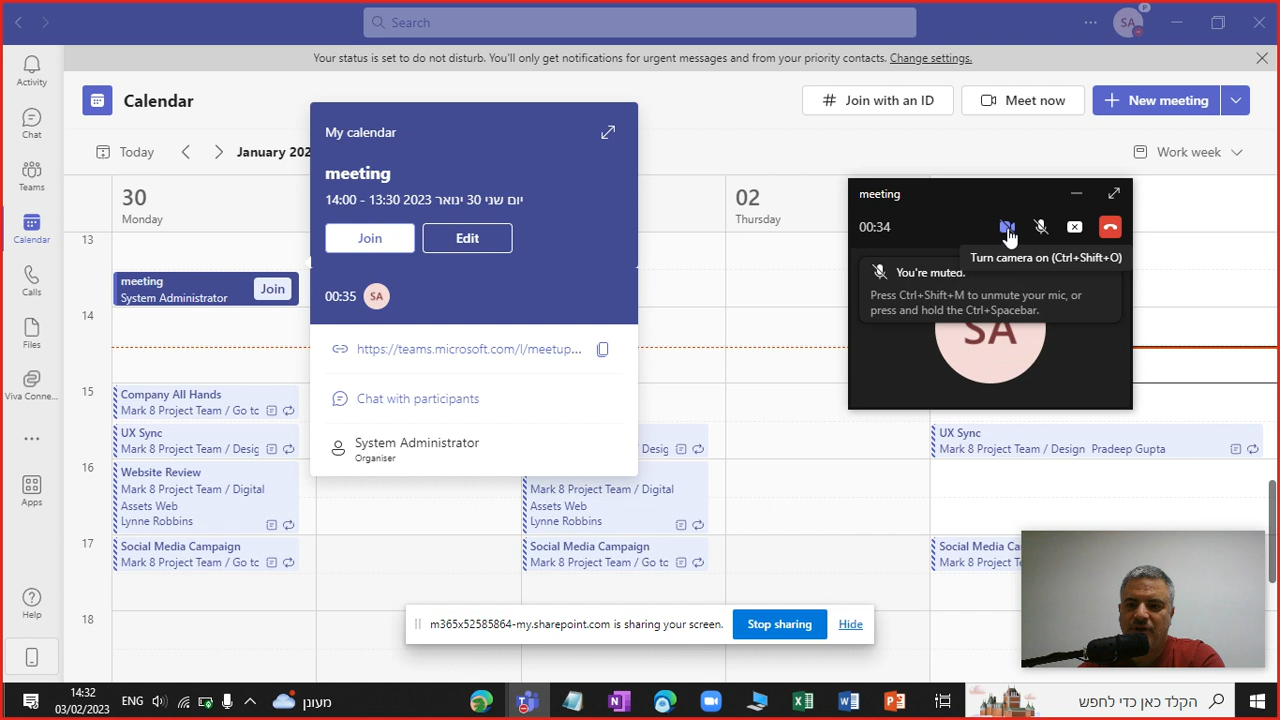 Search
SA
P
Your status is set to do not disturb. You'll only get notifications for urgent messages and from your priority contacts. Change settings.
Activity
Chat
Teams
Calendar
Calls
Files
Viva Conne...
Apps
Help
Calendar
Join with an ID
Meet now
New meeting
Today
January 202
Work week
30
Monday
02
Thursday
13
14
15
16
17
18
meeting
System Administrator
Join
Company All Hands
Mark 8 Project Team / Go tc
UX Sync
Mark 8 Project Team / Desig
Website Review
Mark 8 Project Team / Digital
Assets Web
Lynne Robbins
Social Media Campaign
Mark 8 Project Team / Go tc
My calendar
meeting
יום שני 30 ינואר 2023 13:30 - 14:00
Join
Edit
00:35
SA
https://teams.microsoft.com/l/meetup...
Chat with participants
System Administrator
Organiser
Desig
Mark 8 Project Team / Digital
Assets Web
Lynne Robbins
Social Media Campaign
Mark 8 Project Team / Go tc
meeting
00:34
Turn camera on (Ctrl+Shift+O)
You're muted.
Press Ctrl+Shift+M to unmute your mic, or
press and hold the Ctrl+Spacebar.
SA
UX Sync
Mark 8 Project Team / Design Pradeep Gupta
Social Media Ca
Mark 8 Project Te
m365x52585864-my.sharepoint.com is sharing your screen.
Stop sharing
Hide
14:32
03/02/2023
ENG
מעונן
הקלד כאן כדי לחפש